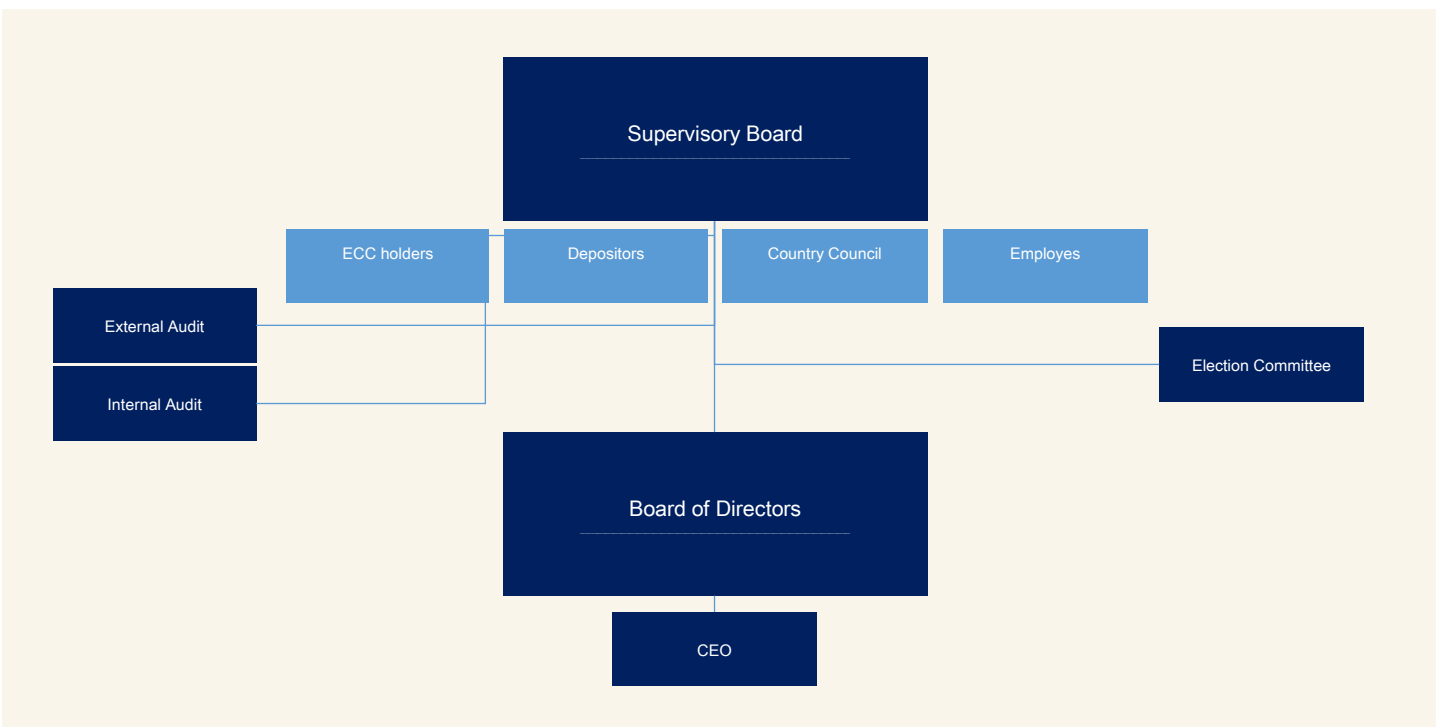 Supervisory Board
ECC holders
Depositors
Country Council
Employes
External Audit
Election Committee
Internal Audit
Board of Directors
CEO